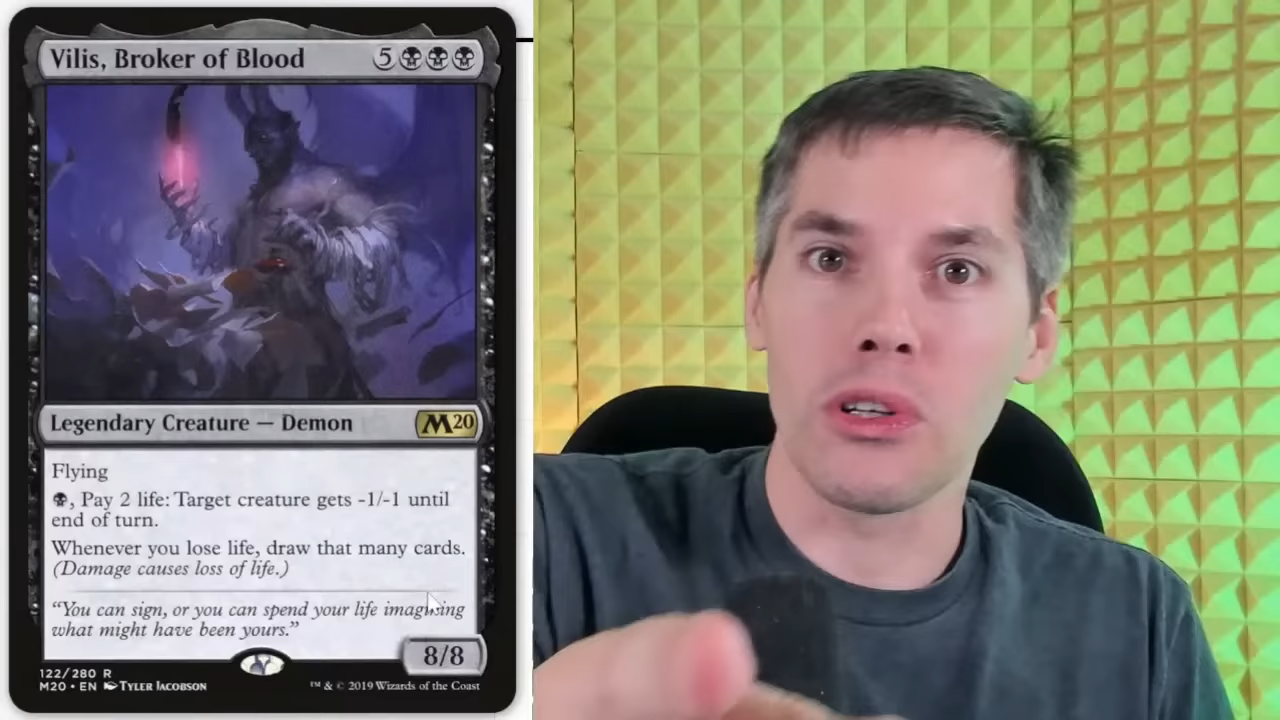 Vilis, Broker of Blood 5
Legendary Creature — Demon M20
Flying
, Pay 2 life: Target creature gets -1/-1 until
end of turn.
Whenever you lose life, draw that many cards.
(Damage causes loss of life.)
“You can sign, or you can spend your life imagining
what might have been yours.”
8/8
122/280 R
M20 • EN Tyler Jacobson
™ & © 2019 Wizards of the Coast